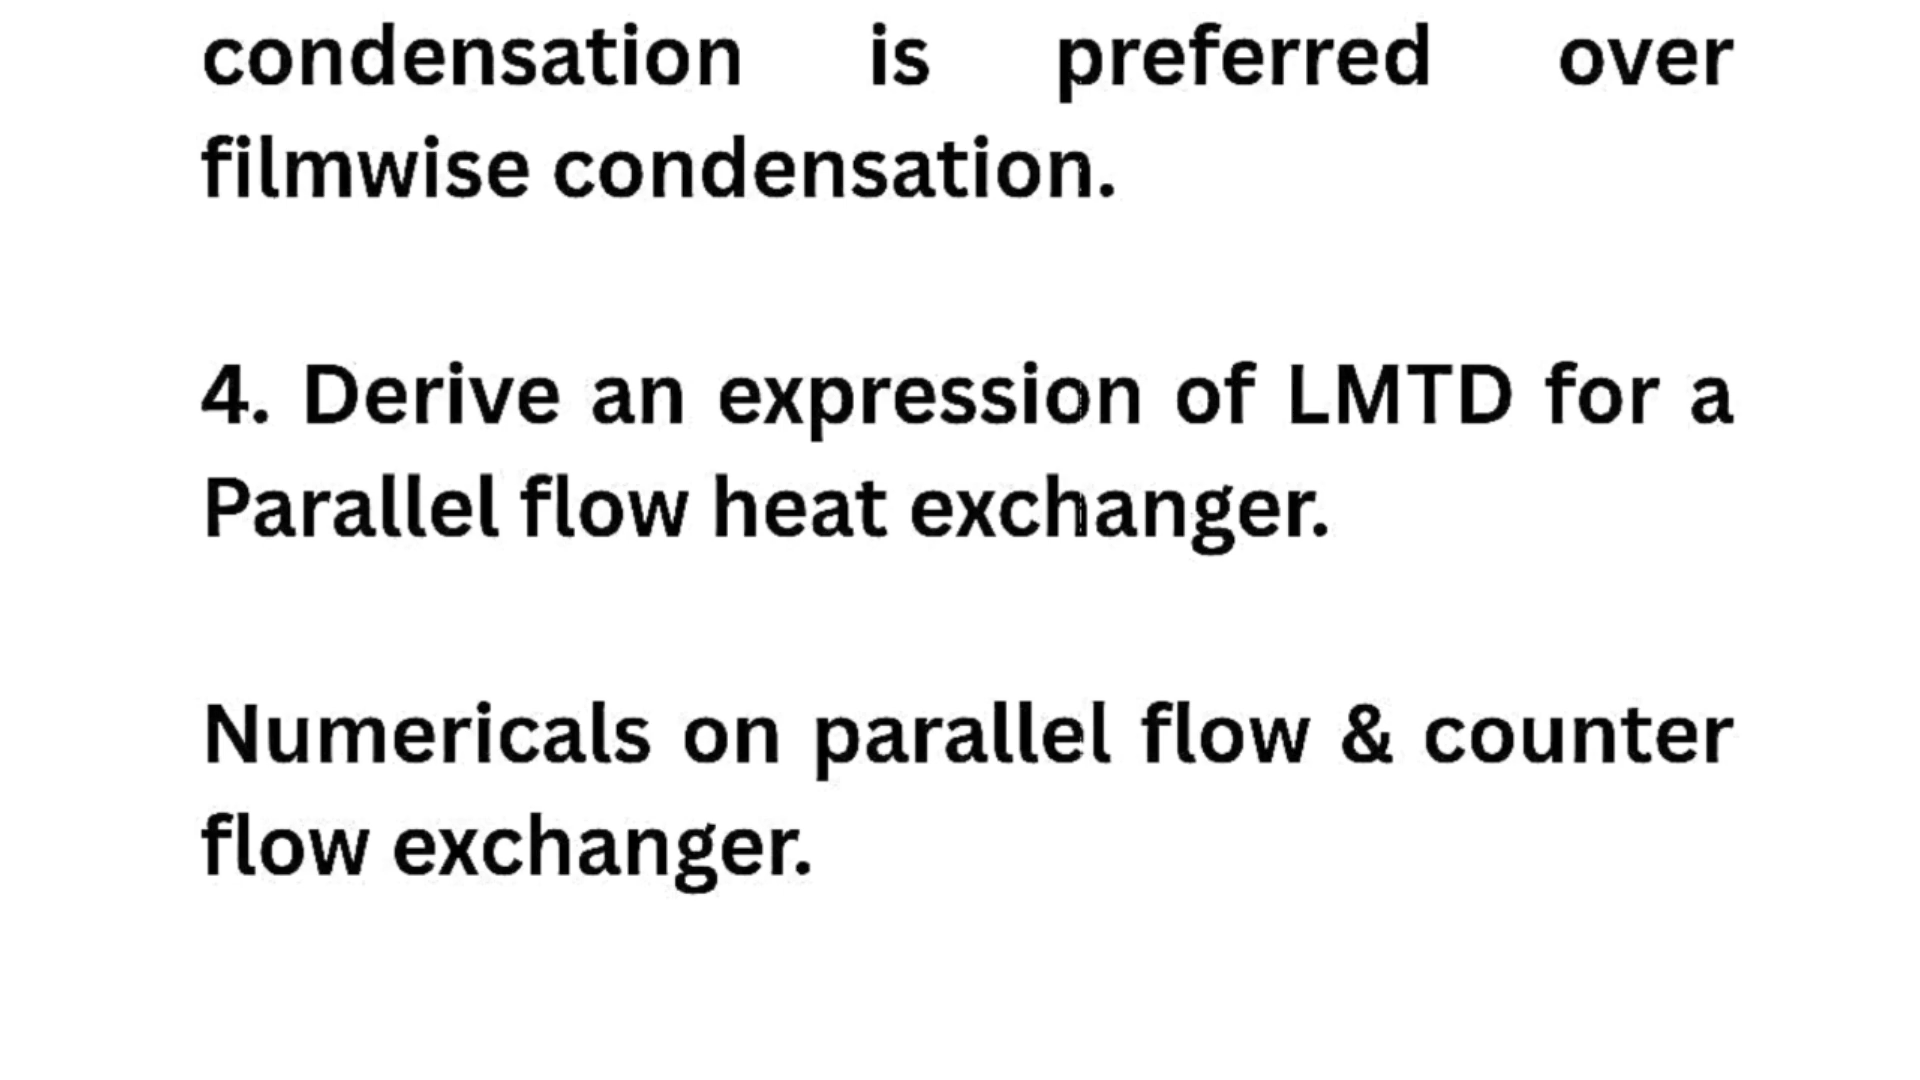 condensation is preferred over
filmwise condensation.
4. Derive an expression of LMTD for a
Parallel flow heat exchanger.
Numericals on parallel flow & counter
flow exchanger.